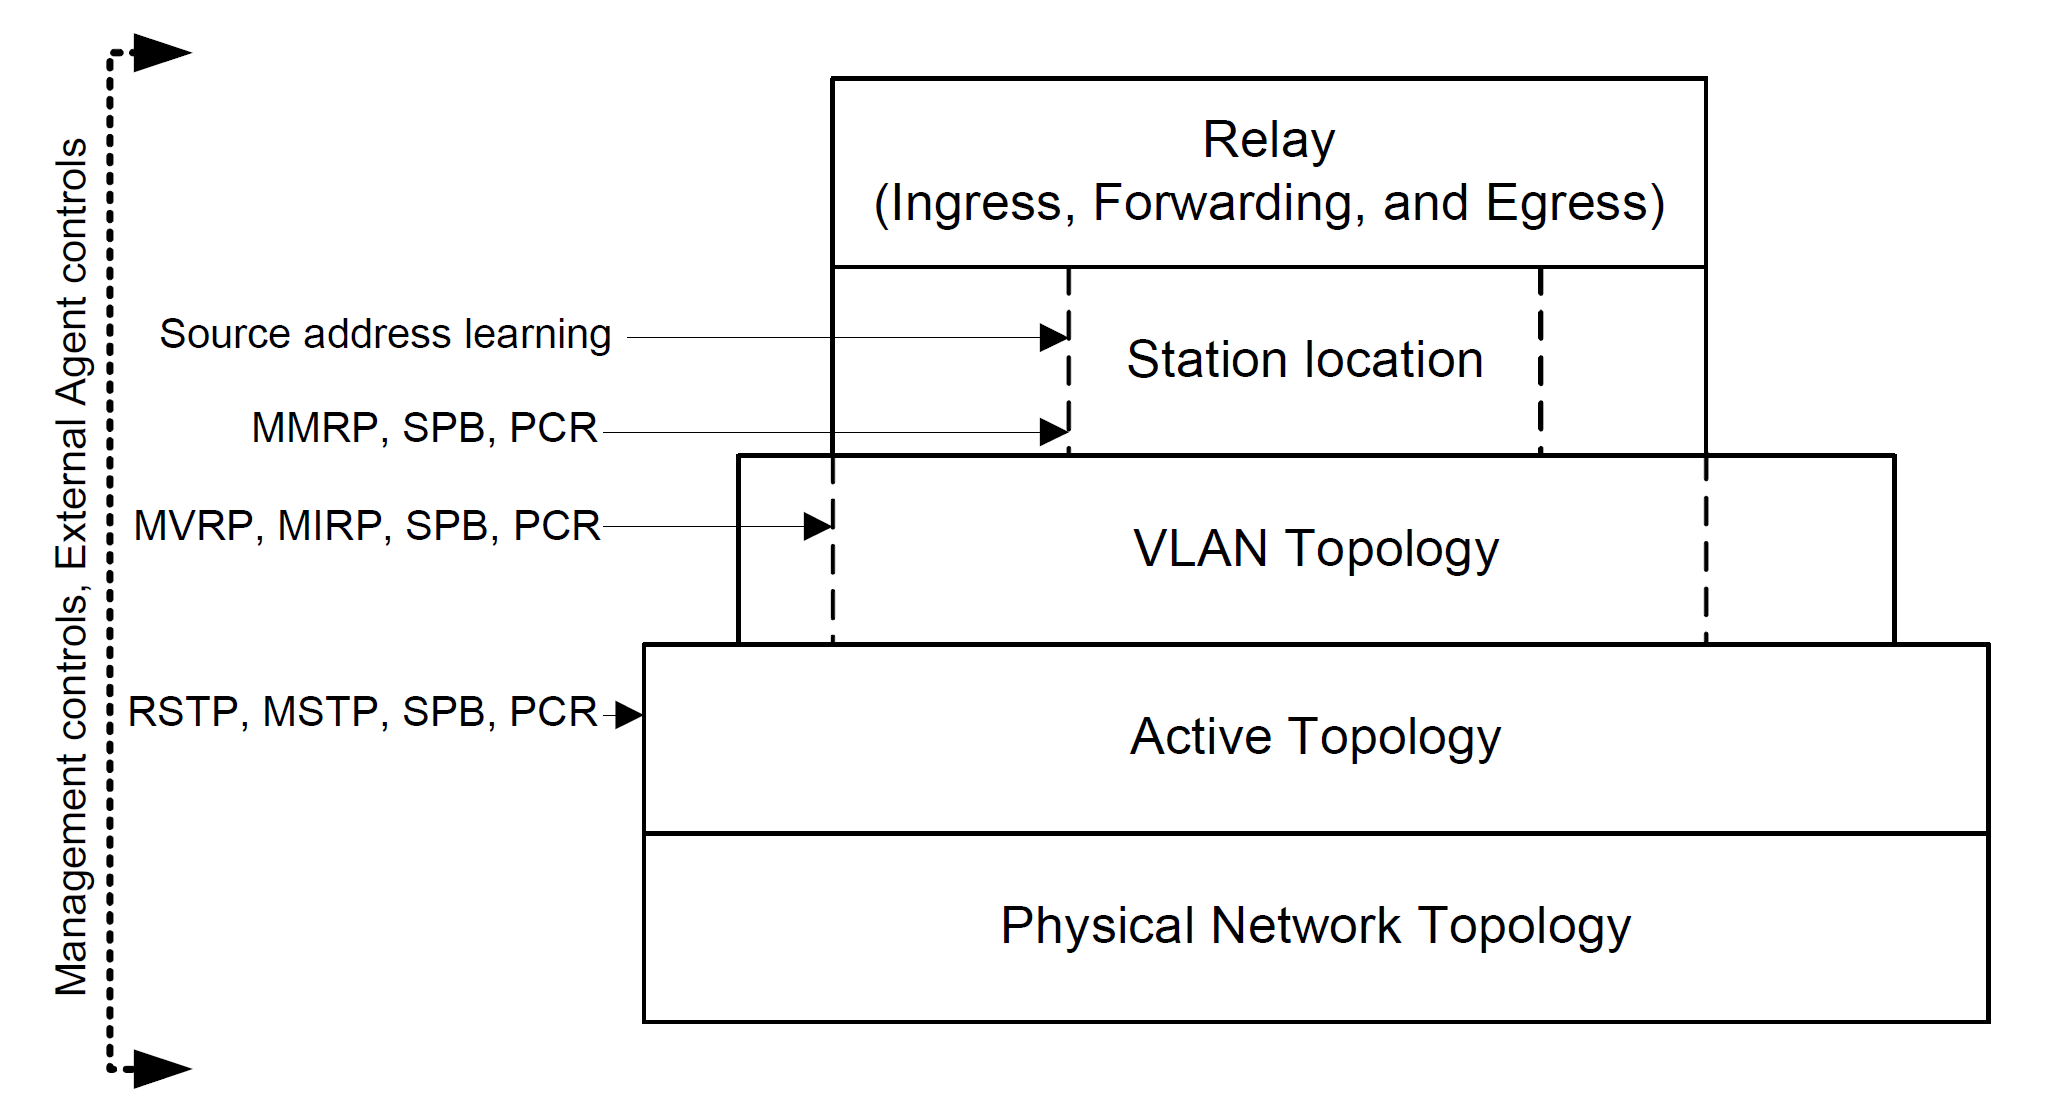 Management controls, External Agent controls
Relay
(Ingress, Forwarding, and Egress)
Source address learning
Station location
MMRP, SPB, PCR
MVRP, MIRP, SPB, PCR
VLAN Topology
RSTP, MSTP, SPB, PCR
Active Topology
Physical Network Topology